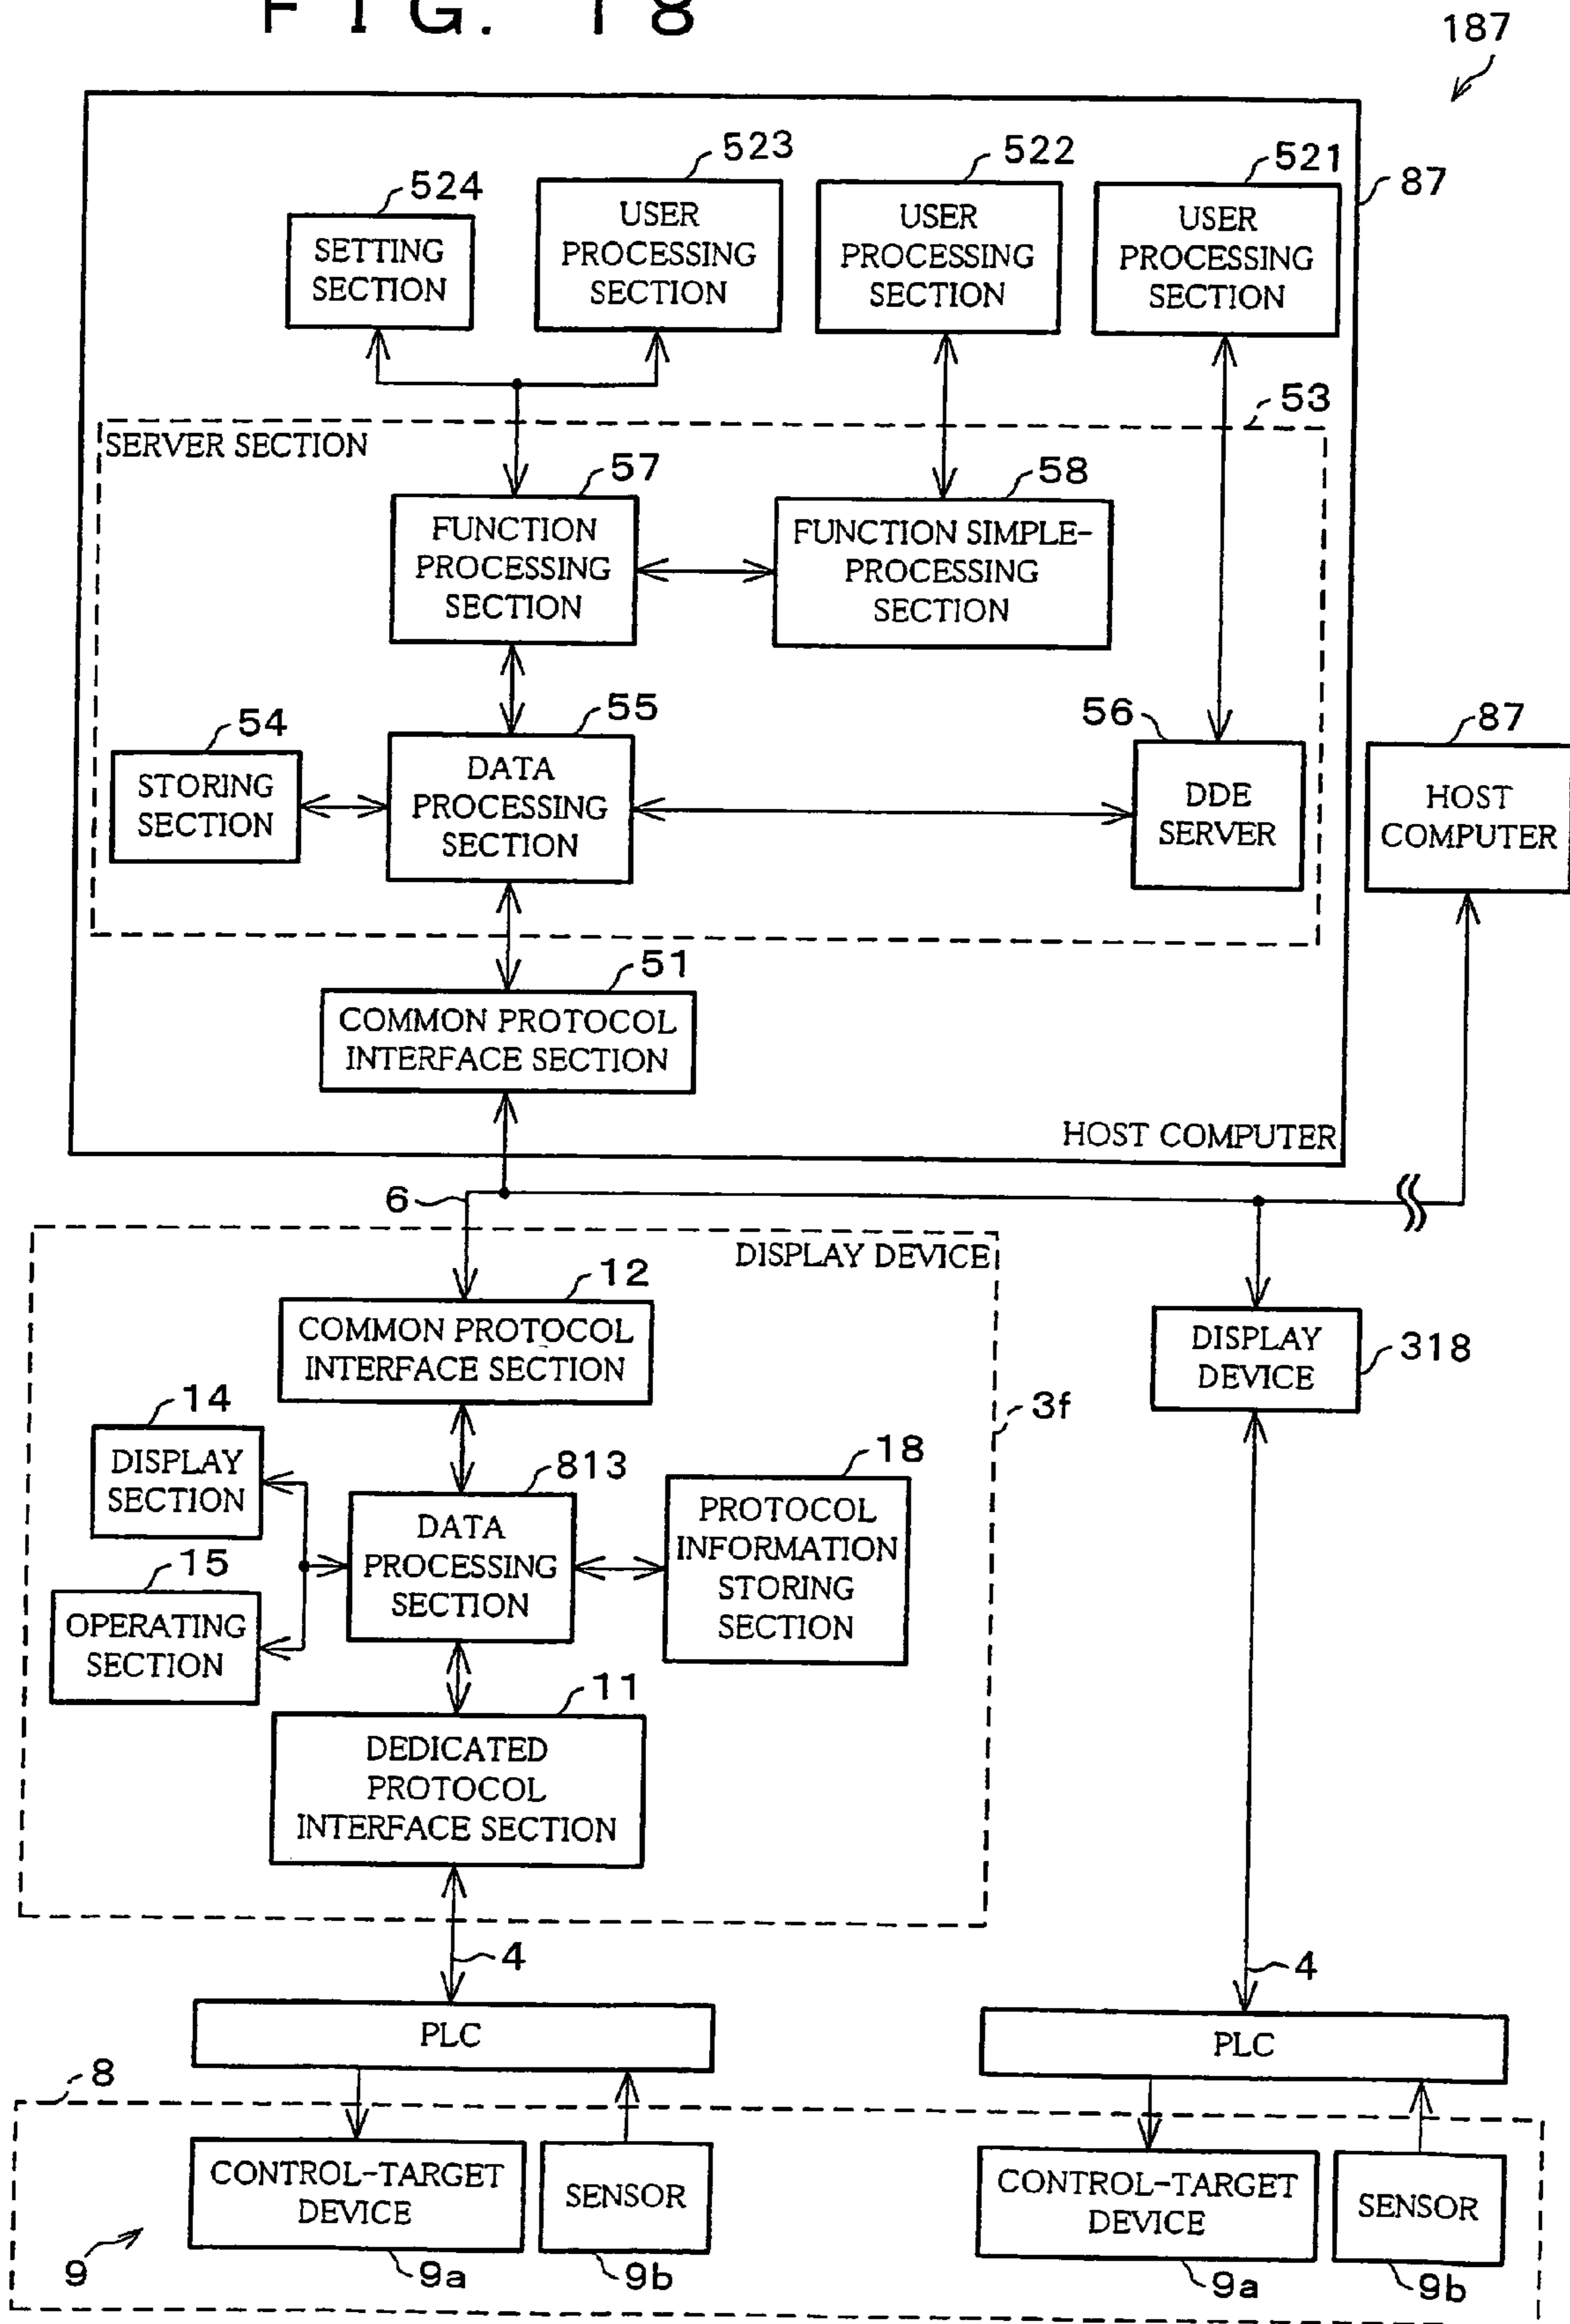 FIG. 18
187
523
522
521
524
87
SETTING
SECTION
USER
PROCESSING
SECTION
USER
PROCESSING
SECTION
USER
PROCESSING
SECTION
53
SERVER SECTION
57
58
FUNCTION
PROCESSING
SECTION
FUNCTION SIMPLE-
PROCESSING
SECTION
54
55
56
87
STORING
SECTION
DATA
PROCESSING
SECTION
DDE
SERVER
HOST
COMPUTER
51
COMMON PROTOCOL
INTERFACE SECTION
HOST COMPUTER
6
DISPLAY DEVICE
12
COMMON PROTOCOL
INTERFACE SECTION
DISPLAY
DEVICE
318
3f
14
DISPLAY
SECTION
813
18
DATA
PROCESSING
SECTION
PROTOCOL
INFORMATION
STORING
SECTION
15
OPERATING
SECTION
11
DEDICATED
PROTOCOL
INTERFACE SECTION
4
4
PLC
PLC
8
CONTROL-TARGET
DEVICE
SENSOR
CONTROL-TARGET
DEVICE
SENSOR
9
9a
9b
9a
9b